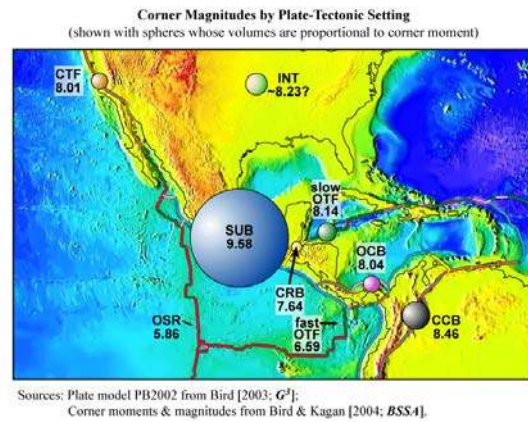 Corner Magnitudes by Plate-Tectonic Setting
(shown with spheres whose volumes are proportional to corner moment)
CTF
8.01
INT
~8.23?
slow
OTF
8.14
SUB
9.58
OCB
8.04
CRB
7.64
OSR
5.86
fast
OTF
6.59
CCB
8.46
Sources: Plate model PB2002 from Bird [2003; G³];
Corner moments & magnitudes from Bird & Kagan [2004; BSSA].